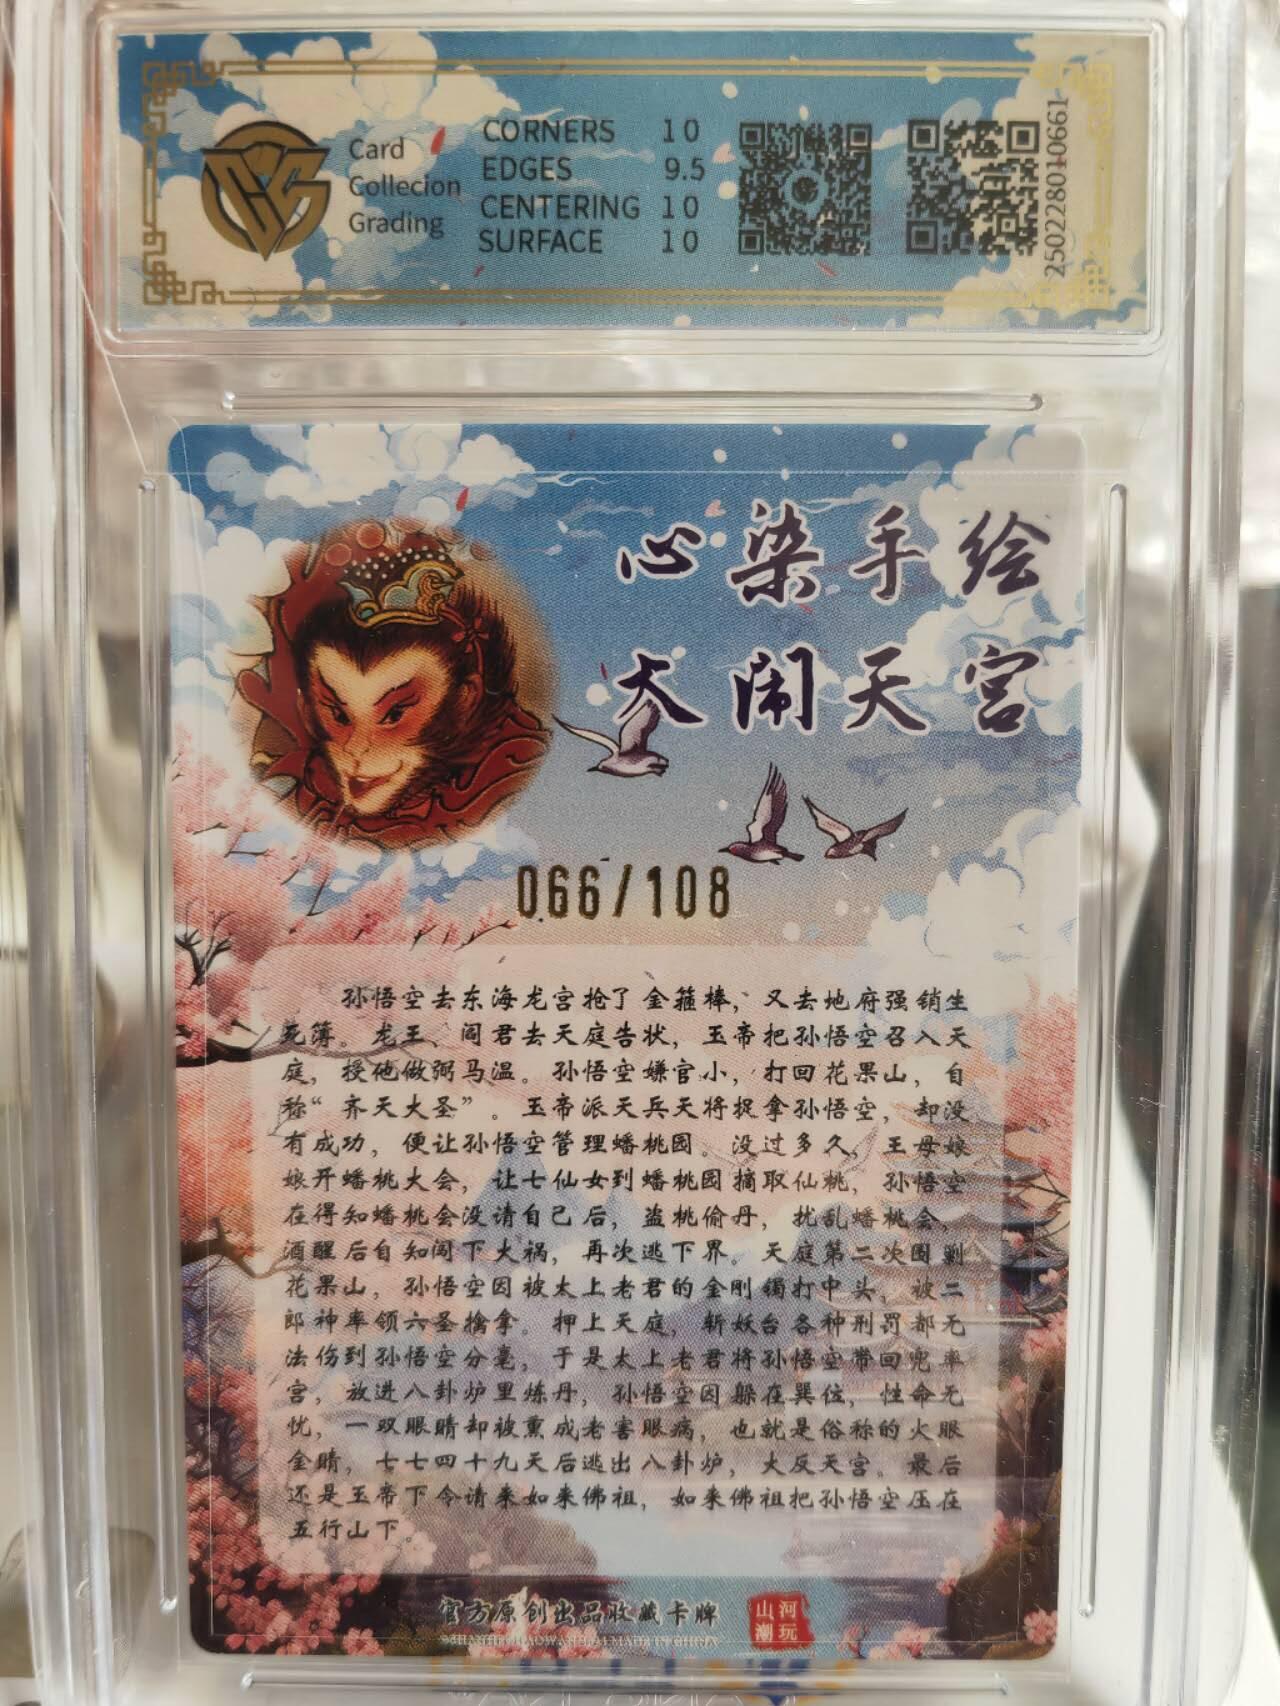 Card
Collecion
Grading
CORNERS 10
EDGES 9.5
CENTERING 10
SURFACE 10
250228010661
心染手绘
大闹天宫
066/108
孙悟空去东海龙宫抢了金箍棒，又去地府强销生
死簿。龙王、阎君去天庭告状，玉帝把孙悟空召入天
庭，授他做弼马温。孙悟空嫌官小，打回花果山，自
称“齐天大圣”。玉帝派天兵天将捉拿孙悟空，却没
有成功，便让孙悟空管理蟠桃园。没过多久，王母娘
娘开蟠桃大会，让七仙女到蟠桃园摘取仙桃，孙悟空
在得知蟠桃会没请自己后，盗桃偷丹，扰乱蟠桃会，
酒醒后自知闯下大祸，再次逃下界。天庭第二次围剿
花果山，孙悟空因被太上老君的金刚镯打中头，被二
郎神率领六圣擒拿。押上天庭，斩妖台各种刑罚都无
法伤到孙悟空分毫，于是太上老君将孙悟空带回兜率
宫，放进八卦炉里炼丹，孙悟空因躲在巽位，性命无
忧，一双眼睛却被熏成老害眼病，也就是俗称的火眼
金睛，七七四十九天后逃出八卦炉，大反天宫。最后
还是玉帝下令请来如来佛祖，如来佛祖把孙悟空压在
五行山下。
官方原创出品收藏卡牌
山河
潮玩